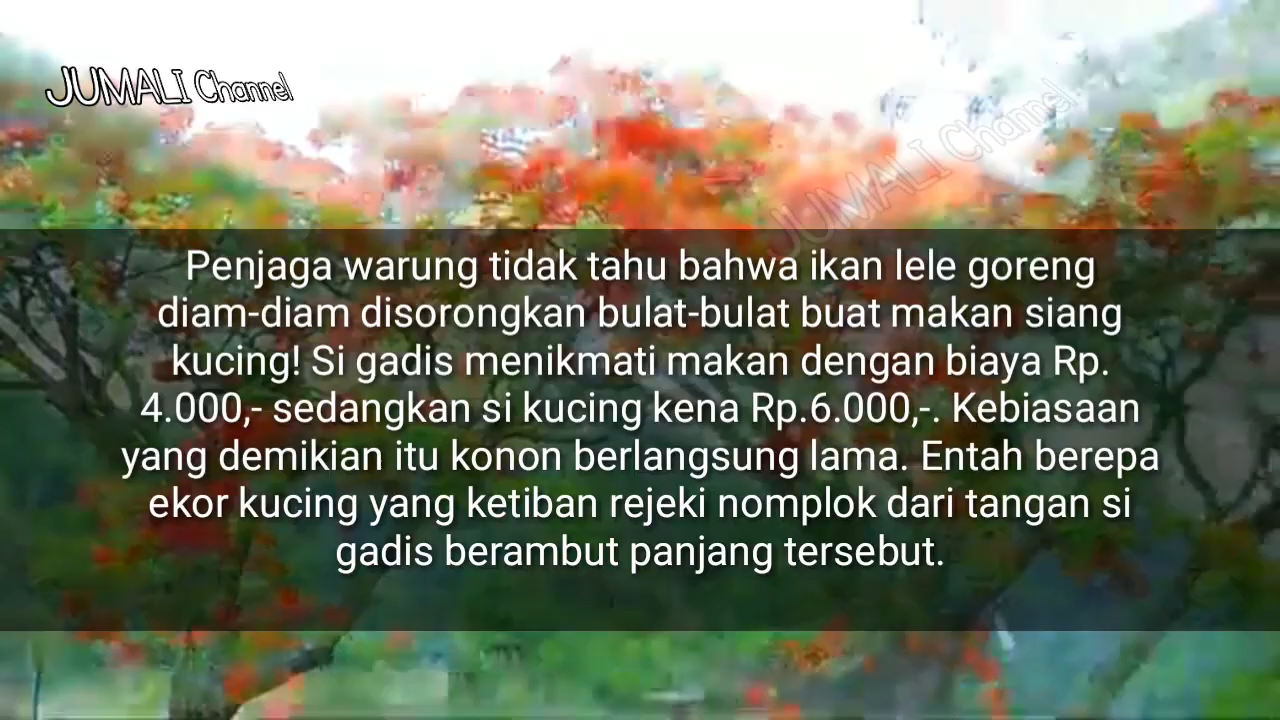 JUMALI Channel
JUMALI Channel
Penjaga warung tidak tahu bahwa ikan lele goreng
diam-diam disorongkan bulat-bulat buat makan siang
kucing! Si gadis menikmati makan dengan biaya Rp.
4.000,- sedangkan si kucing kena Rp.6.000,-. Kebiasaan
yang demikian itu konon berlangsung lama. Entah berepa
ekor kucing yang ketiban rejeki nomplok dari tangan si
gadis berambut panjang tersebut.